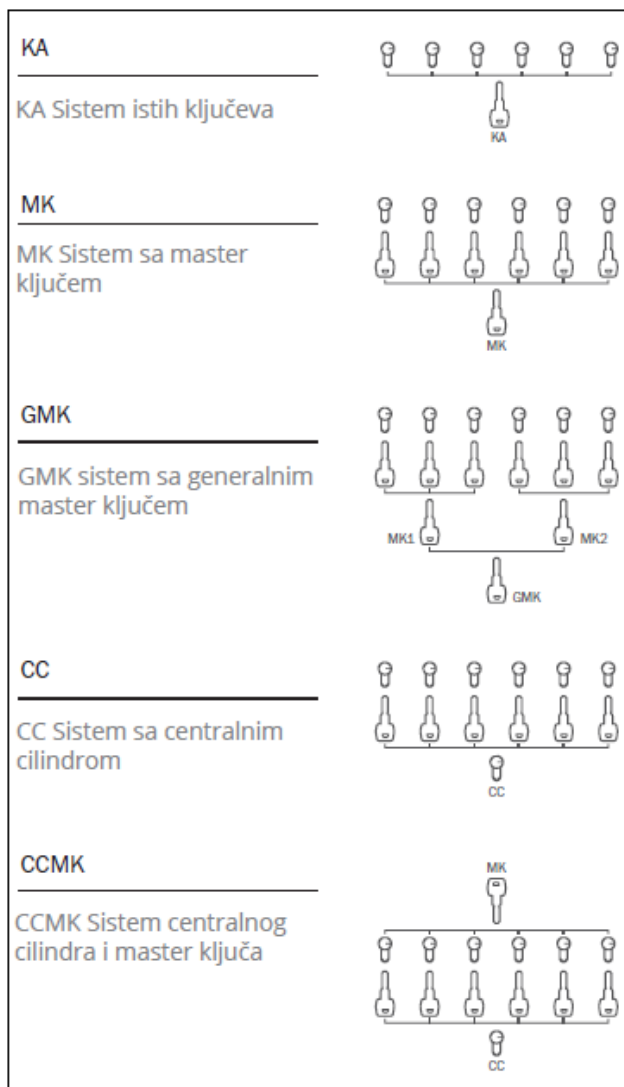 KA
KA Sistem istih ključeva
KA
MK
MK Sistem sa master
ključem
MK
GMK
GMK sistem sa generalnim
master ključem
MK1
MK2
GMK
CC
CC Sistem sa centralnim
cilindrom
CC
CCMK
CCMK Sistem centralnog
cilindra i master ključa
MK
CC